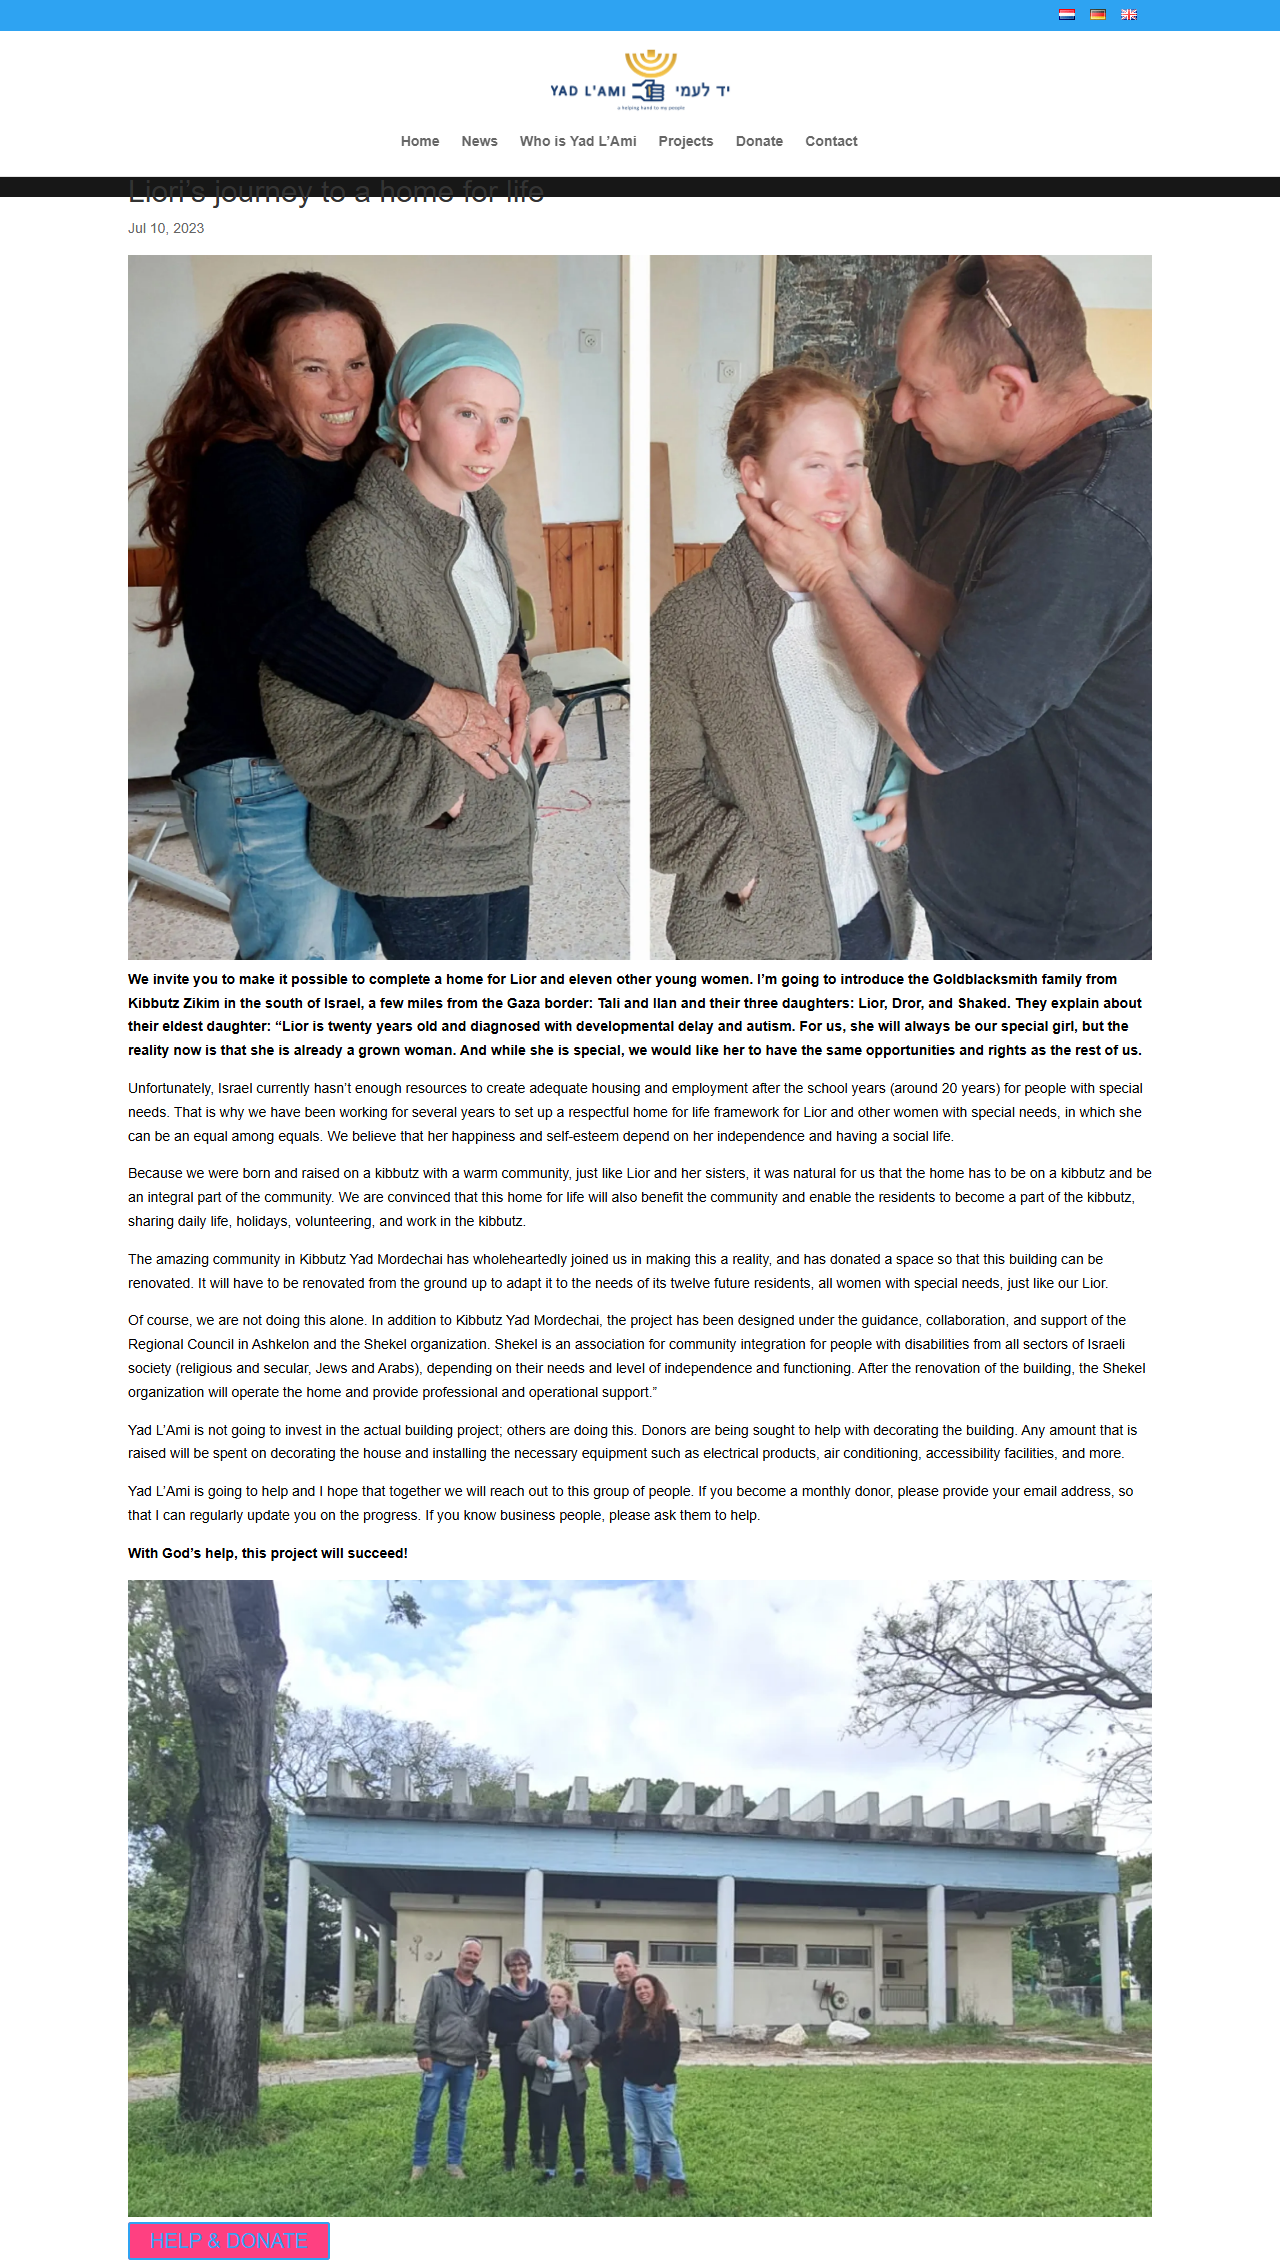 YAD L'AMI יד לעמי
a helping hand to my people
Home News Who is Yad L’Ami Projects Donate Contact
Liori’s journey to a home for life
Jul 10, 2023
We invite you to make it possible to complete a home for Lior and eleven other young women. I’m going to introduce the Goldblacksmith family from
Kibbutz Zikim in the south of Israel, a few miles from the Gaza border: Tali and Ilan and their three daughters: Lior, Dror, and Shaked. They explain about
their eldest daughter: “Lior is twenty years old and diagnosed with developmental delay and autism. For us, she will always be our special girl, but the
reality now is that she is already a grown woman. And while she is special, we would like her to have the same opportunities and rights as the rest of us.
Unfortunately, Israel currently hasn’t enough resources to create adequate housing and employment after the school years (around 20 years) for people with special
needs. That is why we have been working for several years to set up a respectful home for life framework for Lior and other women with special needs, in which she
can be an equal among equals. We believe that her happiness and self-esteem depend on her independence and having a social life.
Because we were born and raised on a kibbutz with a warm community, just like Lior and her sisters, it was natural for us that the home has to be on a kibbutz and be
an integral part of the community. We are convinced that this home for life will also benefit the community and enable the residents to become a part of the kibbutz,
sharing daily life, holidays, volunteering, and work in the kibbutz.
The amazing community in Kibbutz Yad Mordechai has wholeheartedly joined us in making this a reality, and has donated a space so that this building can be
renovated. It will have to be renovated from the ground up to adapt it to the needs of its twelve future residents, all women with special needs, just like our Lior.
Of course, we are not doing this alone. In addition to Kibbutz Yad Mordechai, the project has been designed under the guidance, collaboration, and support of the
Regional Council in Ashkelon and the Shekel organization. Shekel is an association for community integration for people with disabilities from all sectors of Israeli
society (religious and secular, Jews and Arabs), depending on their needs and level of independence and functioning. After the renovation of the building, the Shekel
organization will operate the home and provide professional and operational support.”
Yad L’Ami is not going to invest in the actual building project; others are doing this. Donors are being sought to help with decorating the building. Any amount that is
raised will be spent on decorating the house and installing the necessary equipment such as electrical products, air conditioning, accessibility facilities, and more.
Yad L’Ami is going to help and I hope that together we will reach out to this group of people. If you become a monthly donor, please provide your email address, so
that I can regularly update you on the progress. If you know business people, please ask them to help.
With God’s help, this project will succeed!
HELP & DONATE